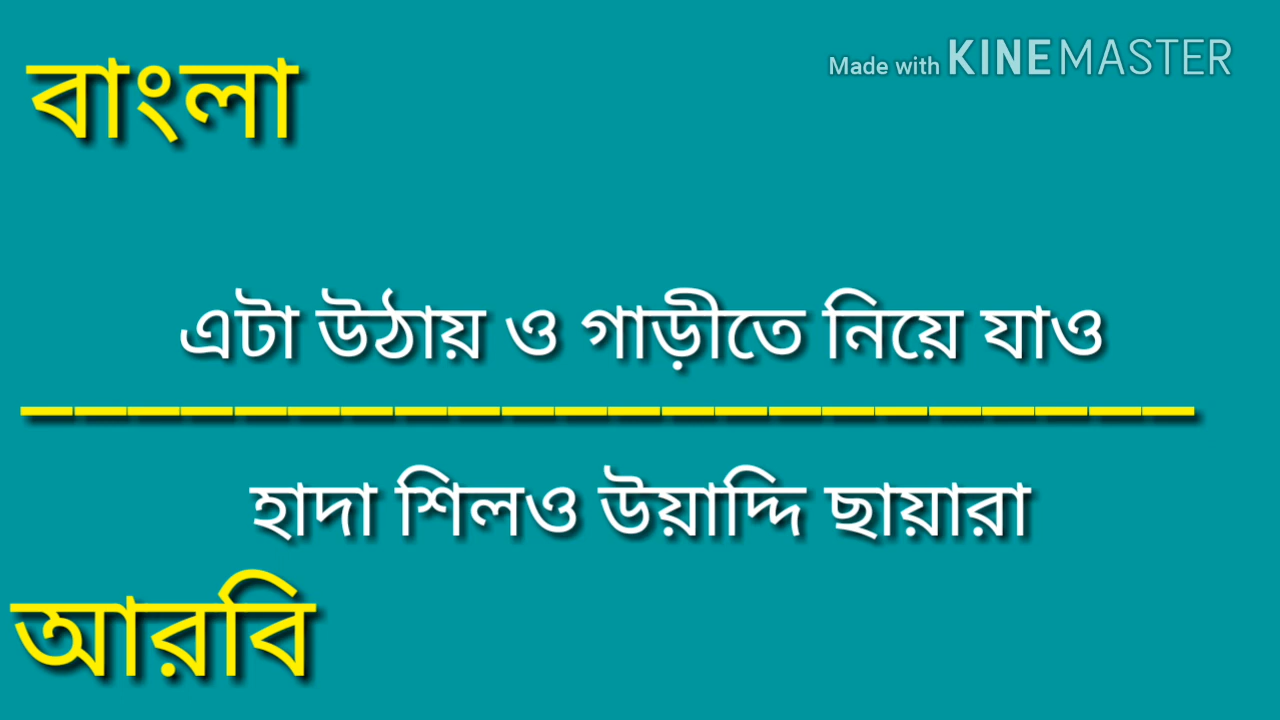 বাংলা
Made with KINEMASTER
এটা উঠায় ও গাড়ীতে নিয়ে যাও
হাদা শিলও উয়াদ্দি ছায়ারা
আরবি